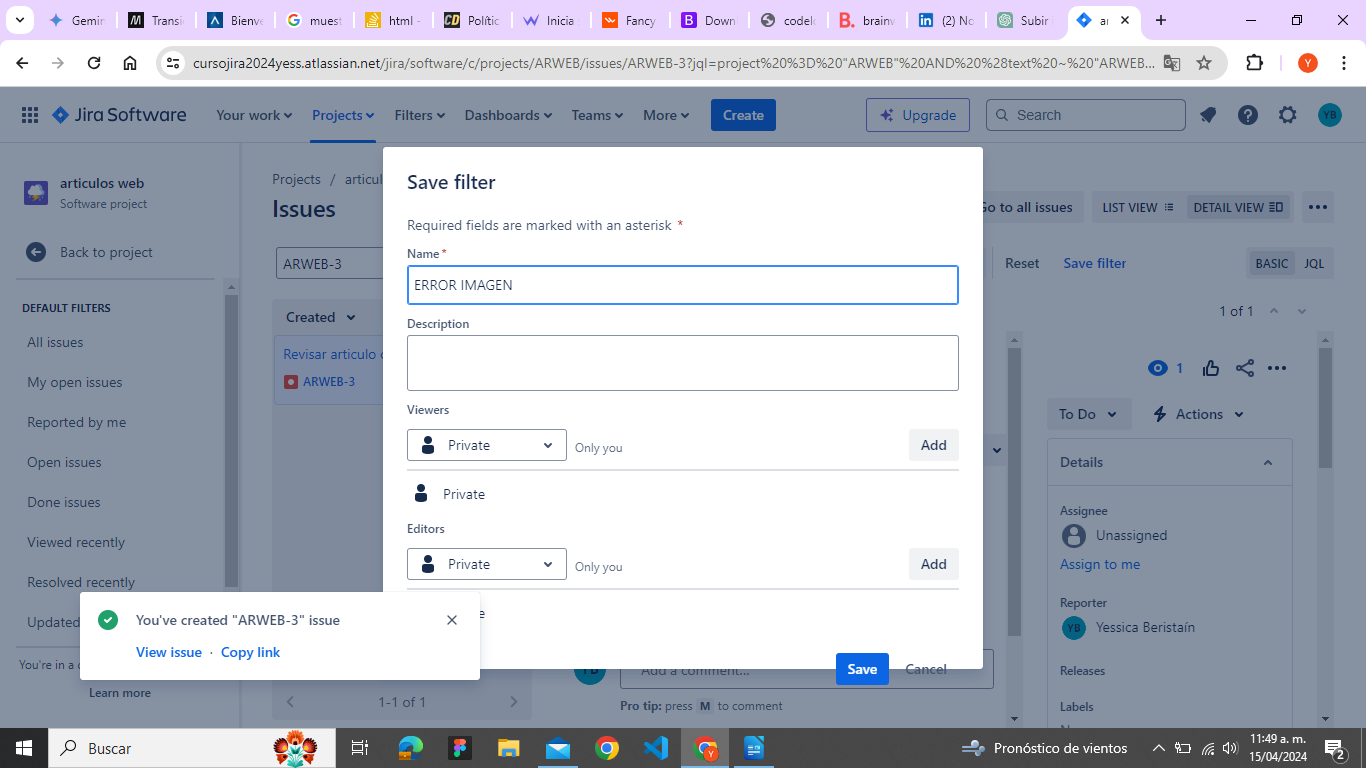 Gemin
Transi
Bienve
muest
html -
Polític
Inicia
Fancy
Downl
codelo
brainw
(2) No
Subir
ar
cursojira2024yess.atlassian.net/jira/software/c/projects/ARWEB/issues/ARWEB-3?jql=project%20%3D%20"ARWEB"%20AND%20%28text%20~%20"ARWEB...
Y
Jira Software
Your work
Projects
Filters
Dashboards
Teams
More
Create
Upgrade
Search
YB
articulos web
Software project
Back to project
DEFAULT FILTERS
All issues
My open issues
Reported by me
Open issues
Done issues
Viewed recently
Resolved recently
Updated
You're in a c
Learn more
Projects / articul
Issues
Go to all issues
LIST VIEW
DETAIL VIEW
ARWEB-3
Reset
Save filter
BASIC
JQL
Created
Revisar articulo
ARWEB-3
1 of 1
1-1 of 1
Save filter
Required fields are marked with an asterisk *
Name *
ERROR IMAGEN
Description
Viewers
Private
Only you
Add
Private
Editors
Private
Only you
Add
Save
Cancel
You've created "ARWEB-3" issue
View issue · Copy link
YB
Add a comment...
Pro tip: press M to comment
1
To Do
Actions
Details
Assignee
Unassigned
Assign to me
Reporter
YB
Yessica Beristaín
Releases
Labels
Buscar
Pronóstico de vientos
11:49 a. m.
15/04/2024
2